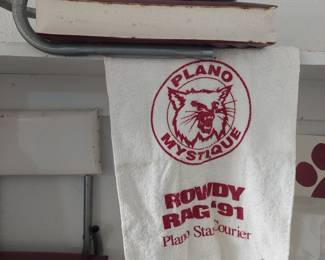 PLANO
MYSTIQUE
ROWDY
RAG '91
Plano Star Courier